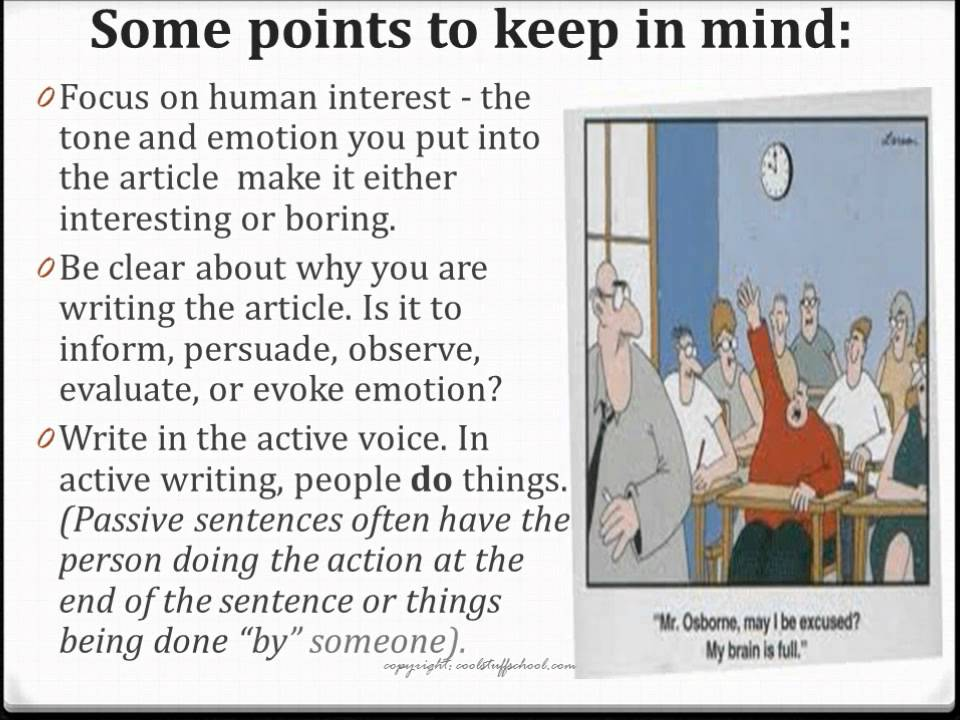 Some points to keep in mind:
Focus on human interest - the
tone and emotion you put into
the article make it either
interesting or boring.
Be clear about why you are
writing the article. Is it to
inform, persuade, observe,
evaluate, or evoke emotion?
Write in the active voice. In
active writing, people do things.
(Passive sentences often have the
person doing the action at the
end of the sentence or things
being done “by” someone).
copyright: coolstuffschool.com
Larson
"Mr. Osborne, may I be excused?
My brain is full."